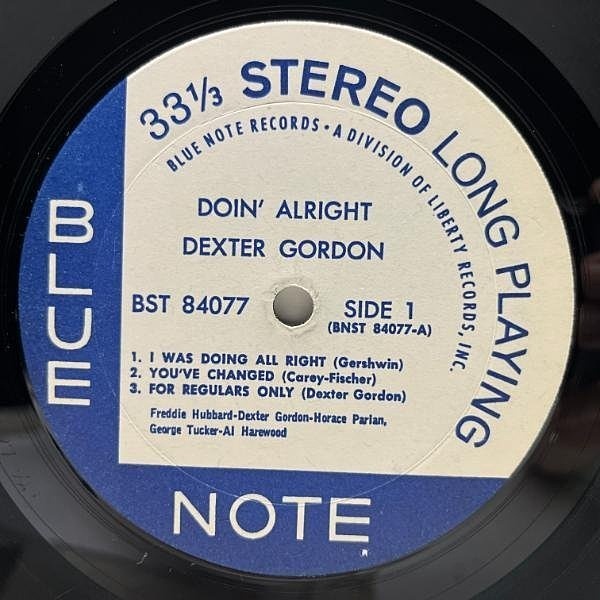 33⅓ STEREO LONG PLAYING
BLUE NOTE RECORDS • A DIVISION OF LIBERTY RECORDS, INC.
DOIN' ALRIGHT
DEXTER GORDON
BST 84077
SIDE 1
(BNST 84077-A)
1. I WAS DOING ALL RIGHT (Gershwin)
2. YOU'VE CHANGED (Carey-Fischer)
3. FOR REGULARS ONLY (Dexter Gordon)
Freddie Hubbard-Dexter Gordon-Horace Parlan,
George Tucker-Al Harewood
BLUE
NOTE